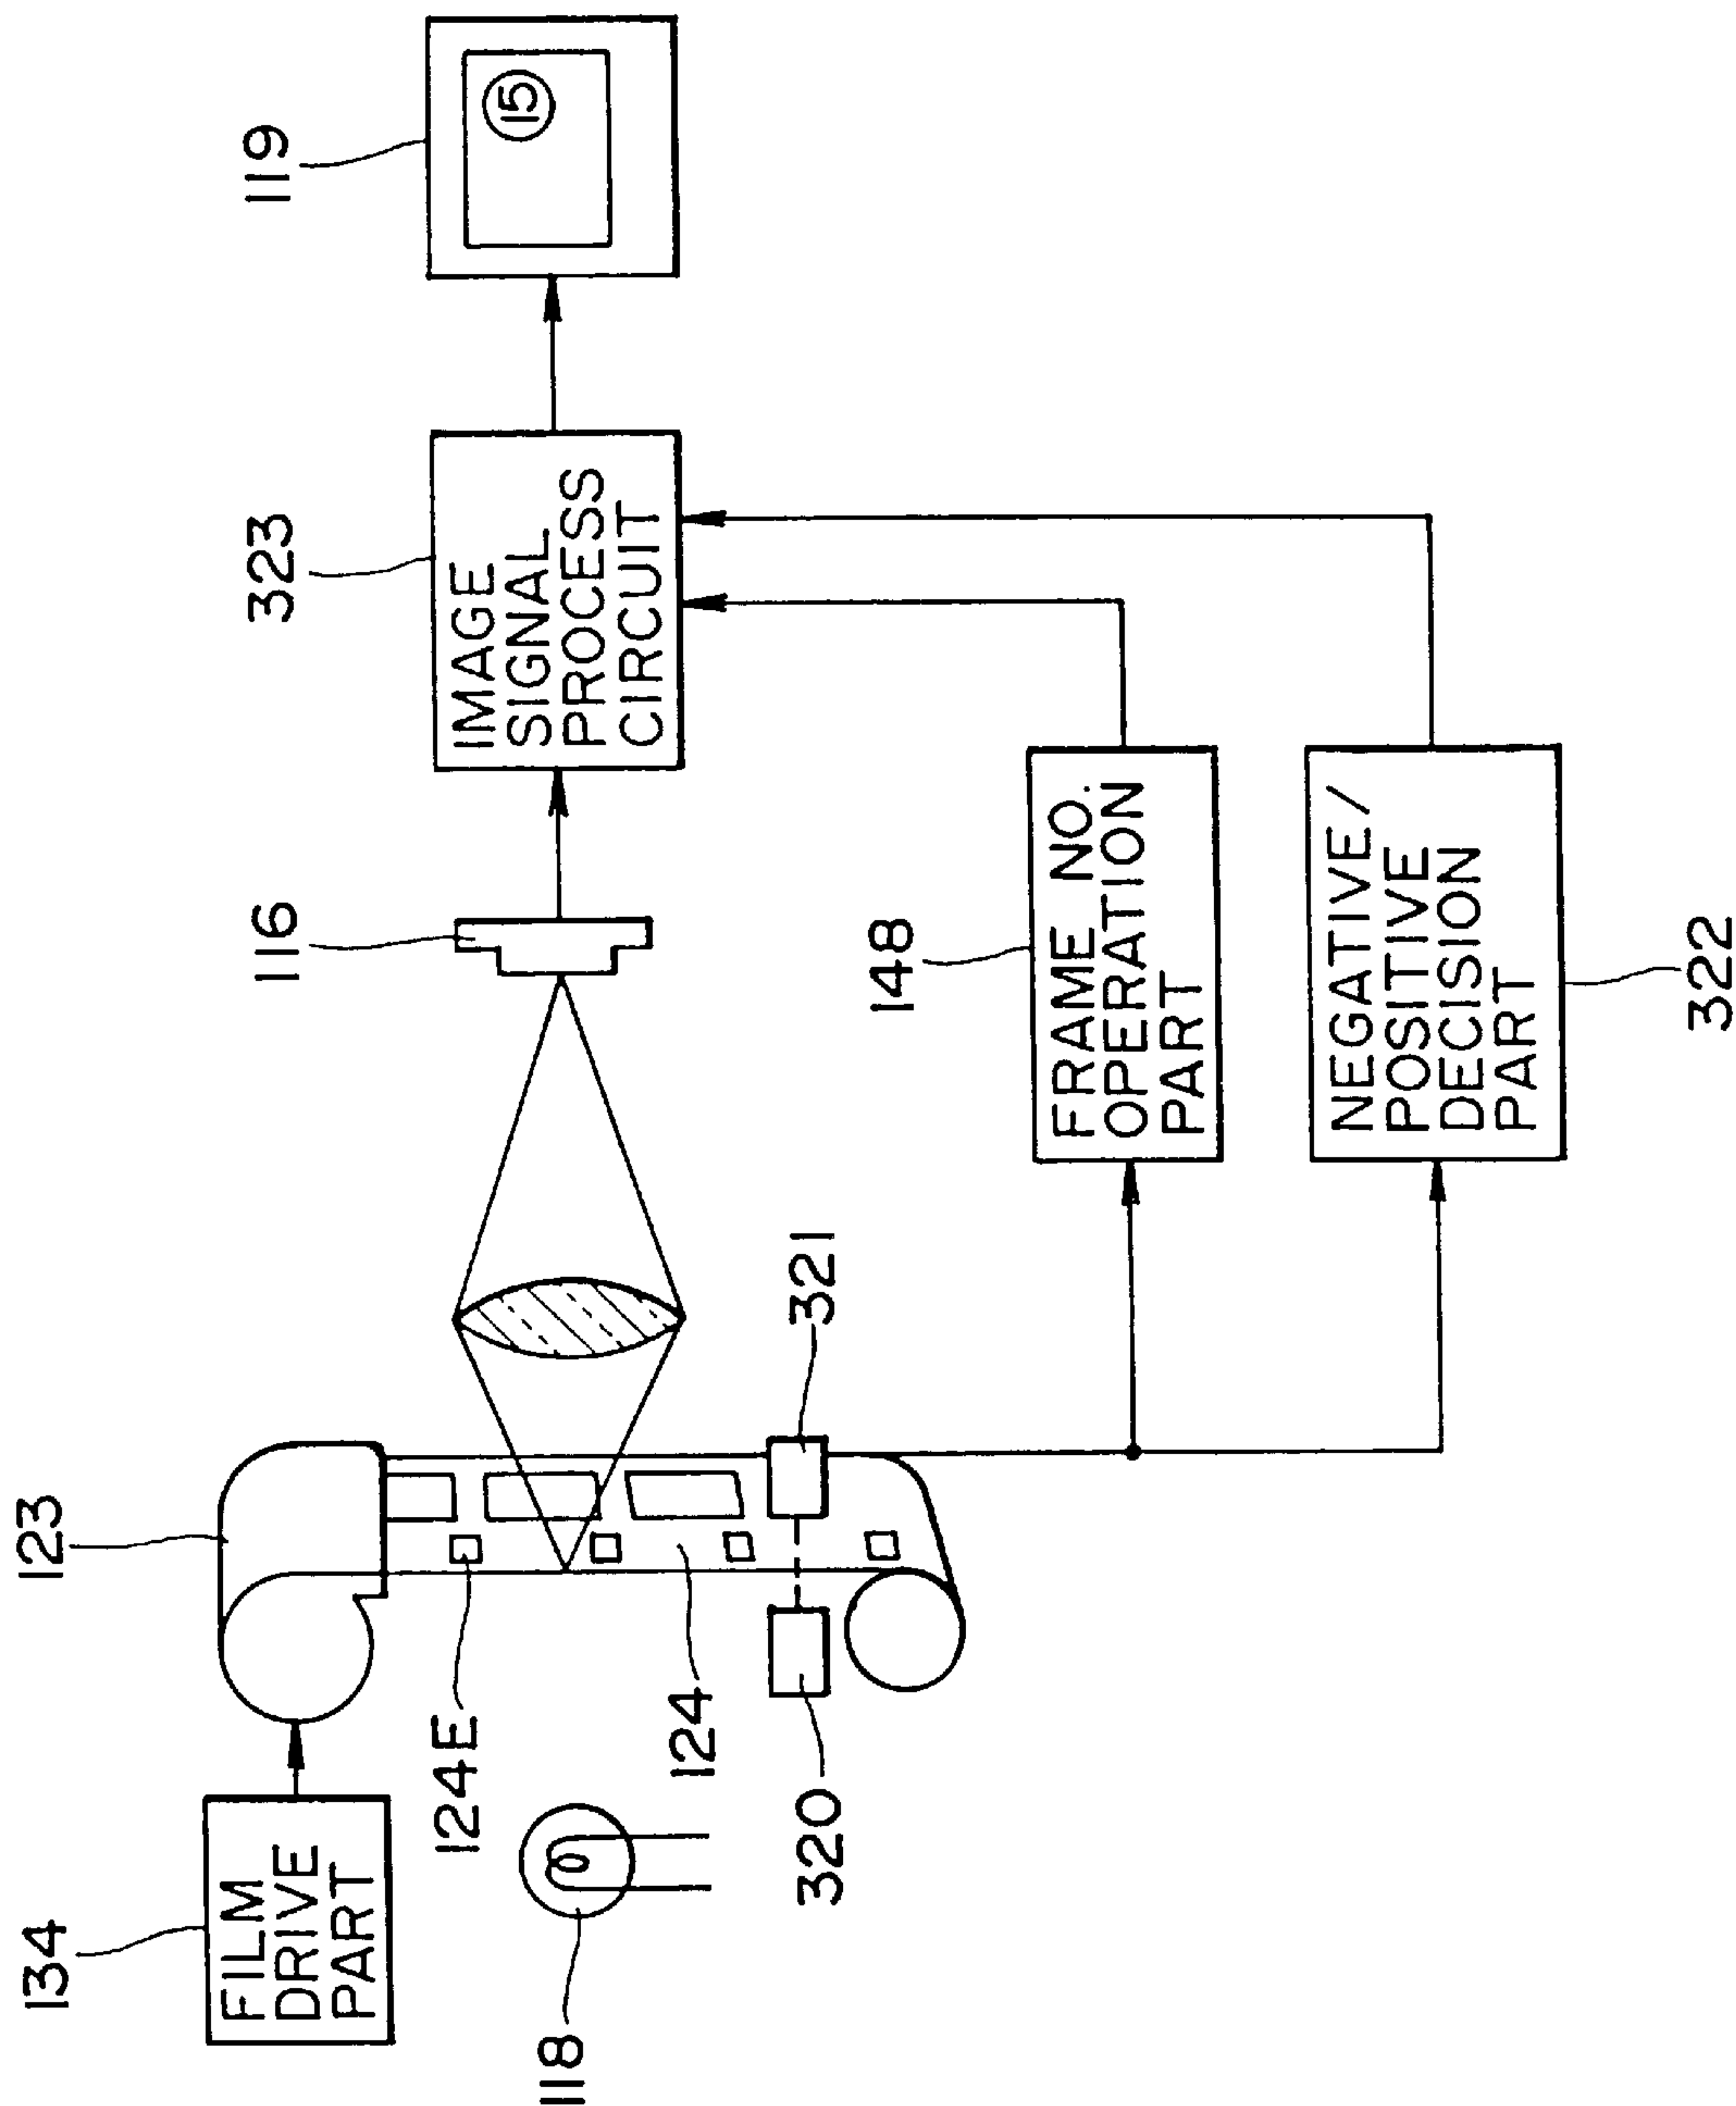 134
FILM
DRIVE
PART
123
118
124E
124
320
321
116
323
IMAGE
SIGNAL
PROCESS
CIRCUIT
119
15
148
FRAME NO.
OPERATION
PART
NEGATIVE/
POSITIVE
DECISION
PART
322